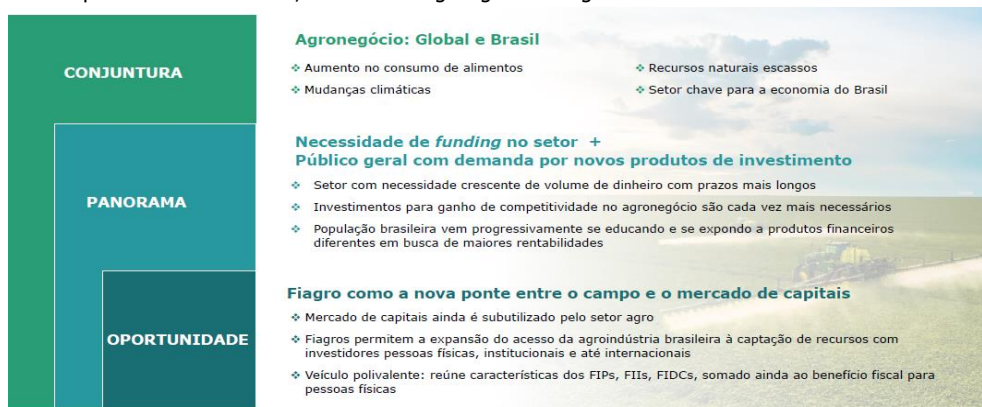 Agronegócio: Global e Brasil
CONJUNTURA
❖ Aumento no consumo de alimentos
❖ Recursos naturais escassos
❖ Mudanças climáticas
❖ Setor chave para a economia do Brasil
Necessidade de funding no setor +
Público geral com demanda por novos produtos de investimento
PANORAMA
❖ Setor com necessidade crescente de volume de dinheiro com prazos mais longos
❖ Investimentos para ganho de competitividade no agronegócio são cada vez mais necessários
❖ População brasileira vem progressivamente se educando e se expondo a produtos financeiros
diferentes em busca de maiores rentabilidades
Fiagro como a nova ponte entre o campo e o mercado de capitais
OPORTUNIDADE
❖ Mercado de capitais ainda é subutilizado pelo setor agro
❖ Fiagros permitem a expansão do acesso da agroindústria brasileira à captação de recursos com
investidores pessoas físicas, institucionais e até internacionais
❖ Veículo polivalente: reúne características dos FIPs, FIIs, FIDCs, somado ainda ao benefício fiscal para
pessoas físicas